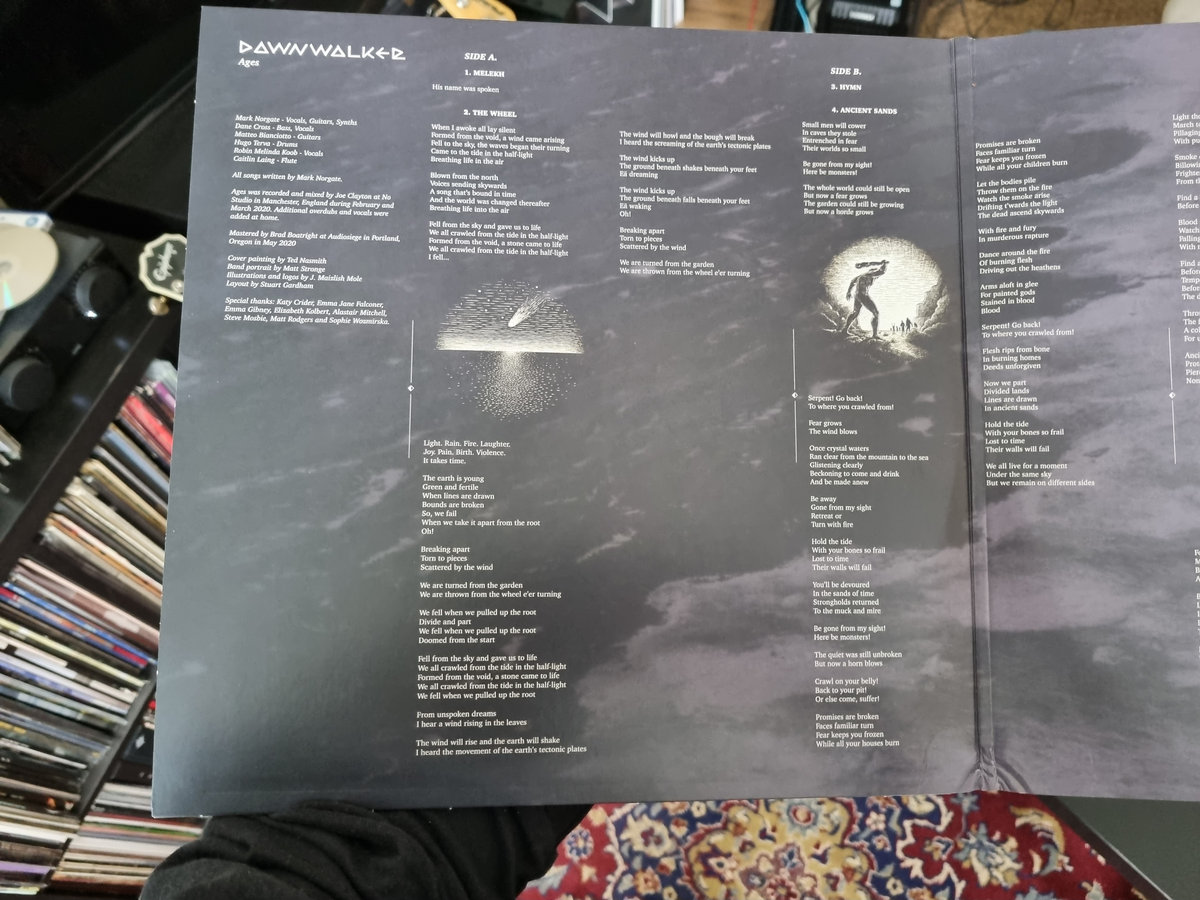 DAWNWALKER
Ages
Mark Norgate - Vocals, Guitars, Synths
Dane Cross - Bass, Vocals
Matteo Bianciotto - Guitars
Hugo Terva - Drums
Robin Melinda Koob - Vocals
Caitlin Laing - Flute
All songs written by Mark Norgate.
Ages was recorded and mixed by Joe Clayton at No
Studio in Manchester, England during February and
March 2020. Additional overdubs and vocals were
added at home.
Mastered by Brad Boatright at Audiosiege in Portland,
Oregon in May 2020
Cover painting by Ted Nasmith
Band portrait by Matt Stronge
Illustrations and logos by J. Maislish Mole
Layout by Stuart Gardham
Special thanks: Katy Crider, Emma Jane Falconer,
Emma Gibney, Elisabeth Kolbert, Alastair Mitchell,
Steve Mosbie, Matt Rodgers and Sophie Wozmirska.
SIDE A.
1. MELEKH
His name was spoken
2. THE WHEEL
When I awoke all lay silent
Formed from the void, a wind came arising
Fell to the sky, the waves began their turning
Came to the tide in the half-light
Breathing life in the air
Blown from the north
Voices sending skywards
A song that's bound in time
And the world was changed thereafter
Breathing life into the air
Fell from the sky and gave us to life
We all crawled from the tide in the half-light
Formed from the void, a stone came to life
We all crawled from the tide in the half-light
I fell...
Light. Rain. Fire. Laughter.
Joy. Pain. Birth. Violence.
It takes time.
The earth is young
Green and fertile
When lines are drawn
Bounds are broken
So, we fall
When we take it apart from the root
Oh!
Breaking apart
Torn to pieces
Scattered by the wind
We are turned from the garden
We are thrown from the wheel e'er turning
We fell when we pulled up the root
Divide and part
We fell when we pulled up the root
Doomed from the start
Fell from the sky and gave us to life
We all crawled from the tide in the half-light
Formed from the void, a stone came to life
We all crawled from the tide in the half-light
We fell when we pulled up the root
From unspoken dreams
I hear a wind rising in the leaves
The wind will rise and the earth will shake
I heard the movement of the earth's tectonic plates
The wind will howl and the bough will break
I heard the screaming of the earth's tectonic plates
The wind kicks up
The ground beneath shakes beneath your feet
Eä dreaming
The wind kicks up
The ground beneath falls beneath your feet
Eä waking
Oh!
Breaking apart
Torn to pieces
Scattered by the wind
We are turned from the garden
We are thrown from the wheel e'er turning
SIDE B.
3. HYMN
4. ANCIENT SANDS
Small men will cower
In caves they stole
Entrenched in fear
Their worlds so small
Be gone from my sight!
Here be monsters!
The whole world could still be open
But now a fear grows
The garden could still be growing
But now a horde grows
Serpent! Go back!
To where you crawled from!
Fear grows
The wind blows
Once crystal waters
Ran clear from the mountain to the sea
Glistening clearly
Beckoning to come and drink
And be made anew
Be away
Gone from my sight
Retreat or
Turn with fire
Hold the tide
With your bones so frail
Lost to time
Their walls will fail
You'll be devoured
In the sands of time
Strongholds returned
To the muck and mire
Be gone from my sight!
Here be monsters!
The quiet was still unbroken
But now a horn blows
Crawl on your belly!
Back to your pit!
Or else come, suffer!
Promises are broken
Faces familiar turn
Fear keeps you frozen
While all your houses burn
Promises are broken
Faces familiar turn
Fear keeps you frozen
While all your children burn
Let the bodies pile
Throw them on the fire
Watch the smoke arise
Drifting t'wards the light
The dead ascend skywards
With fire and fury
In murderous rapture
Dance around the fire
Of burning flesh
Driving out the heathens
Arms aloft in glee
For painted gods
Stained in blood
Blood
Serpent! Go back!
To where you crawled from!
Flesh rips from bone
In burning homes
Deeds unforgiven
Now we part
Divided lands
Lines are drawn
In ancient sands
Hold the tide
With your bones so frail
Lost to time
Their walls will fail
We all live for a moment
Under the same sky
But we remain on different sides
Light the
March t
Pillaging
With
Smoke
Find a
Before
Blood
Find a
Epiphone